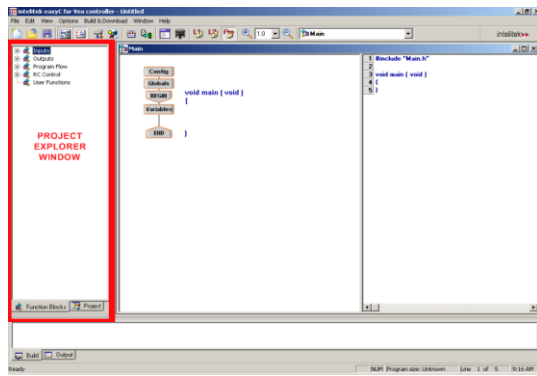 intelitek easyC for Vex controller - Untitled
File Edit View Options Build & Download Window Help
1.0
Main
intelitek
Inputs
Outputs
Program Flow
RC Control
User Functions
PROJECT
EXPLORER
WINDOW
Function Blocks
Project
Main
Config
Globals
BEGIN
void main ( void )
{
Variables
END
}
1 #include "Main.h"
2
3 void main ( void )
4 {
5 }
Build
Output
Ready
NUM Program size: Unknown Line 1 of 5 9:16 AM